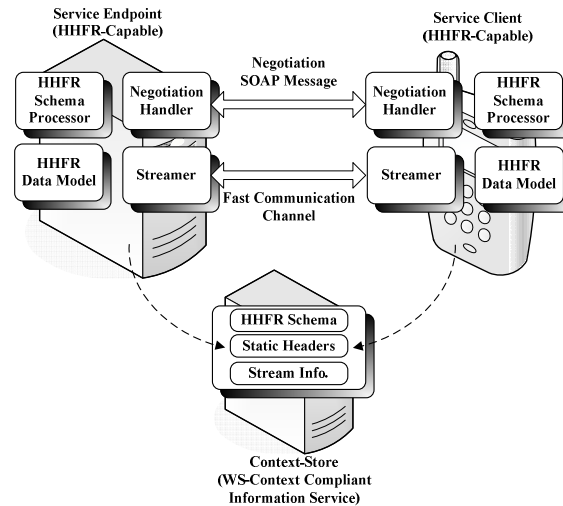 Service Endpoint
(HHFR-Capable)
Service Client
(HHFR-Capable)
Negotiation
SOAP Message
HHFR
Schema
Processor
Negotiation
Handler
Negotiation
Handler
HHFR
Schema
Processor
HHFR
Data Model
Streamer
Streamer
HHFR
Data Model
Fast Communication
Channel
HHFR Schema
Static Headers
Stream Info.
Context-Store
(WS-Context Compliant
Information Service)